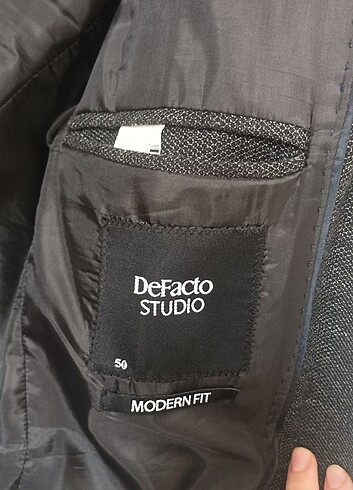 DeFacto
STUDIO
50
MODERN FIT